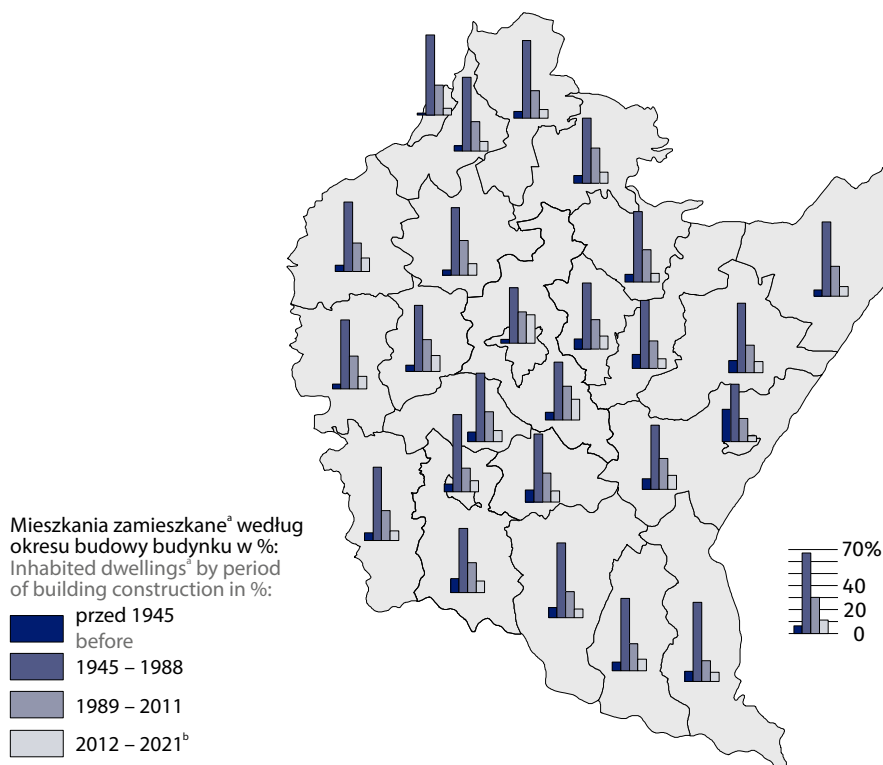 Mieszkania zamieszkaneᵃ według
okresu budowy budynku w %:
Inhabited dwellingsᵃ by period
of building construction in %:
przed 1945
before
1945 – 1988
1989 – 2011
2012 – 2021ᵇ
70%
40
20
0